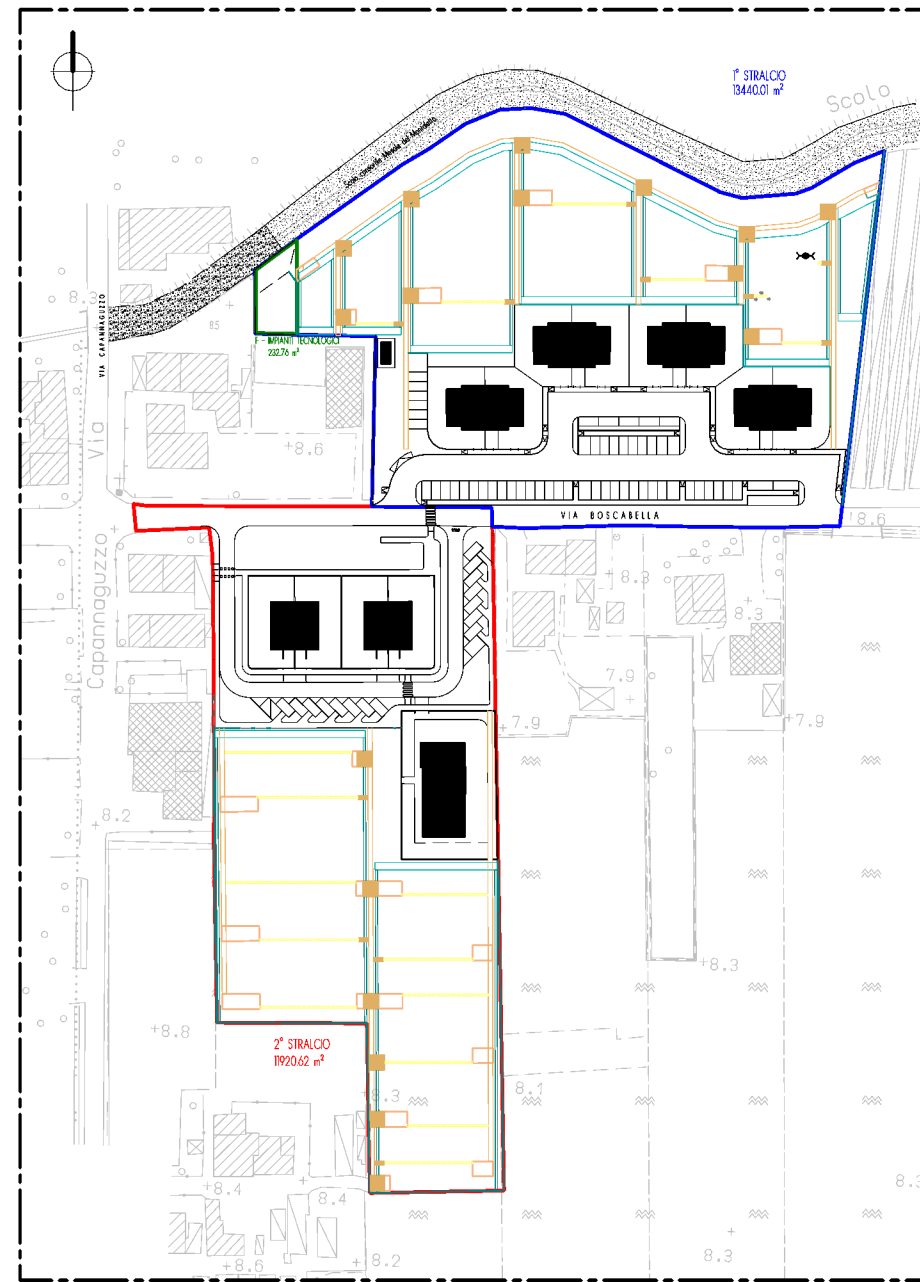 1° STRALCIO
13440.01 m²
Scolo
8.3
VIA CAPANNAGUZZO
85
F - IMPIANTI TECNOLOGICI
232.76 m²
Via
+8.6
VIA BOSCABELLA
8.6
Capannaguzzo
8.3
8.3
7.9
+7.9
+7.9
+8.2
+8.3
+8.8
2° STRALCIO
11920.62 m²
8.3
8.1
+8.4
8.4
8.3
+8.6
+8.2
8.3